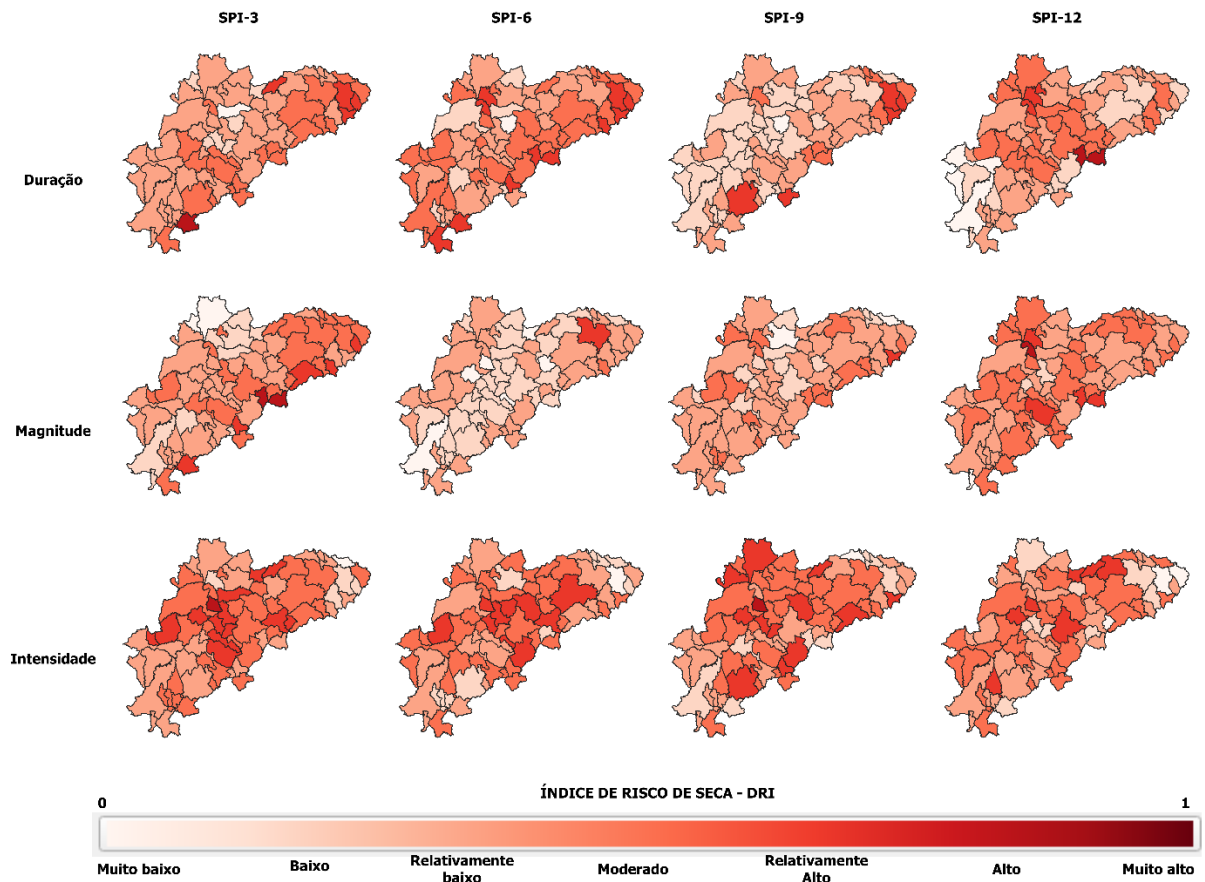 SPI-3 SPI-6 SPI-9 SPI-12
Duração
Magnitude
Intensidade
ÍNDICE DE RISCO DE SECA - DRI
0 1
Muito baixo Baixo Relativamente baixo Moderado Relativamente Alto Alto Muito alto